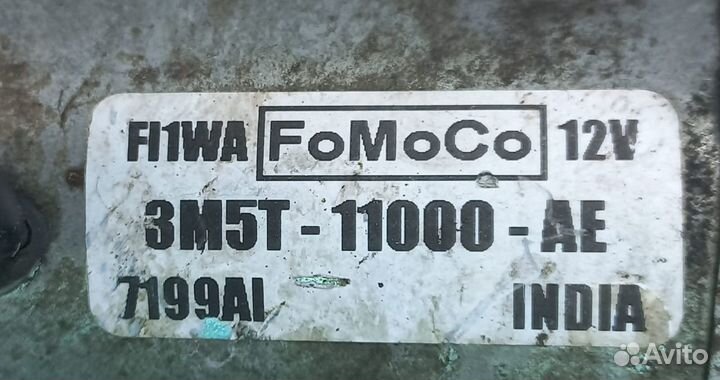 FI1WA FoMoCo 12V
3M5T - 11000 - AE
7199AI INDIA
Avito